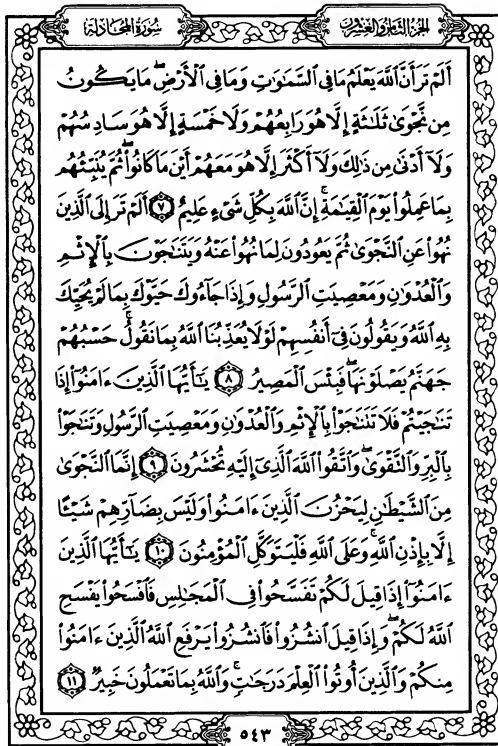 الجزء الثامن والعشرون
سورة المجادلة
أَلَمْ تَرَ أَنَّ ٱللَّهَ يَعْلَمُ مَا فِى ٱلسَّمَٰوَٰتِ وَمَا فِى ٱلْأَرْضِ ۖ مَا يَكُونُ
مِن نَّجْوَىٰ ثَلَٰثَةٍ إِلَّا هُوَ رَابِعُهُمْ وَلَا خَمْسَةٍ إِلَّا هُوَ سَادِسُهُمْ
وَلَآ أَدْنَىٰ مِن ذَٰلِكَ وَلَآ أَكْثَرَ إِلَّا هُوَ مَعَهُمْ أَيْنَ مَا كَانُوا۟ ۖ ثُمَّ يُنَبِّئُهُم
بِمَا عَمِلُوا۟ يَوْمَ ٱلْقِيَٰمَةِ ۚ إِنَّ ٱللَّهَ بِكُلِّ شَىْءٍ عَلِيمٌ ٧ أَلَمْ تَرَ إِلَى ٱلَّذِينَ
نُهُوا۟ عَنِ ٱلنَّجْوَىٰ ثُمَّ يَعُودُونَ لِمَا نُهُوا۟ عَنْهُ وَيَتَنَٰجَوْنَ بِٱلْإِثْمِ
وَٱلْعُدْوَٰنِ وَمَعْصِيَتِ ٱلرَّسُولِ وَإِذَا جَآءُوكَ حَيَّوْكَ بِمَا لَمْ يُحَيِّكَ
بِهِ ٱللَّهُ وَيَقُولُونَ فِىٓ أَنفُسِهِمْ لَوْلَا يُعَذِّبُنَا ٱللَّهُ بِمَا نَقُولُ ۚ حَسْبُهُمْ
جَهَنَّمُ يَصْلَوْنَهَا ۖ فَبِئْسَ ٱلْمَصِيرُ ٨ يَٰٓأَيُّهَا ٱلَّذِينَ ءَامَنُوٓا۟ إِذَا
تَنَٰجَيْتُمْ فَلَا تَتَنَٰجَوْا۟ بِٱلْإِثْمِ وَٱلْعُدْوَٰنِ وَمَعْصِيَتِ ٱلرَّسُولِ وَتَنَٰجَوْا۟
بِٱلْبِرِّ وَٱلتَّقْوَىٰ ۖ وَٱتَّقُوا۟ ٱللَّهَ ٱلَّذِىٓ إِلَيْهِ تُحْشَرُونَ ٩ إِنَّمَا ٱلنَّجْوَىٰ
مِنَ ٱلشَّيْطَٰنِ لِيَحْزُنَ ٱلَّذِينَ ءَامَنُوا۟ وَلَيْسَ بِضَآرِّهِمْ شَيْـًٔا
إِلَّا بِإِذْنِ ٱللَّهِ ۚ وَعَلَى ٱللَّهِ فَلْيَتَوَكَّلِ ٱلْمُؤْمِنُونَ ١٠ يَٰٓأَيُّهَا ٱلَّذِينَ
ءَامَنُوٓا۟ إِذَا قِيلَ لَكُمْ تَفَسَّحُوا۟ فِى ٱلْمَجَٰلِسِ فَٱفْسَحُوا۟ يَفْسَحِ
ٱللَّهُ لَكُمْ ۖ وَإِذَا قِيلَ ٱنشُزُوا۟ فَٱنشُزُوا۟ يَرْفَعِ ٱللَّهُ ٱلَّذِينَ ءَامَنُوا۟
مِنكُمْ وَٱلَّذِينَ أُوتُوا۟ ٱلْعِلْمَ دَرَجَٰتٍ ۚ وَٱللَّهُ بِمَا تَعْمَلُونَ خَبِيرٌ ١١
٥٤٣